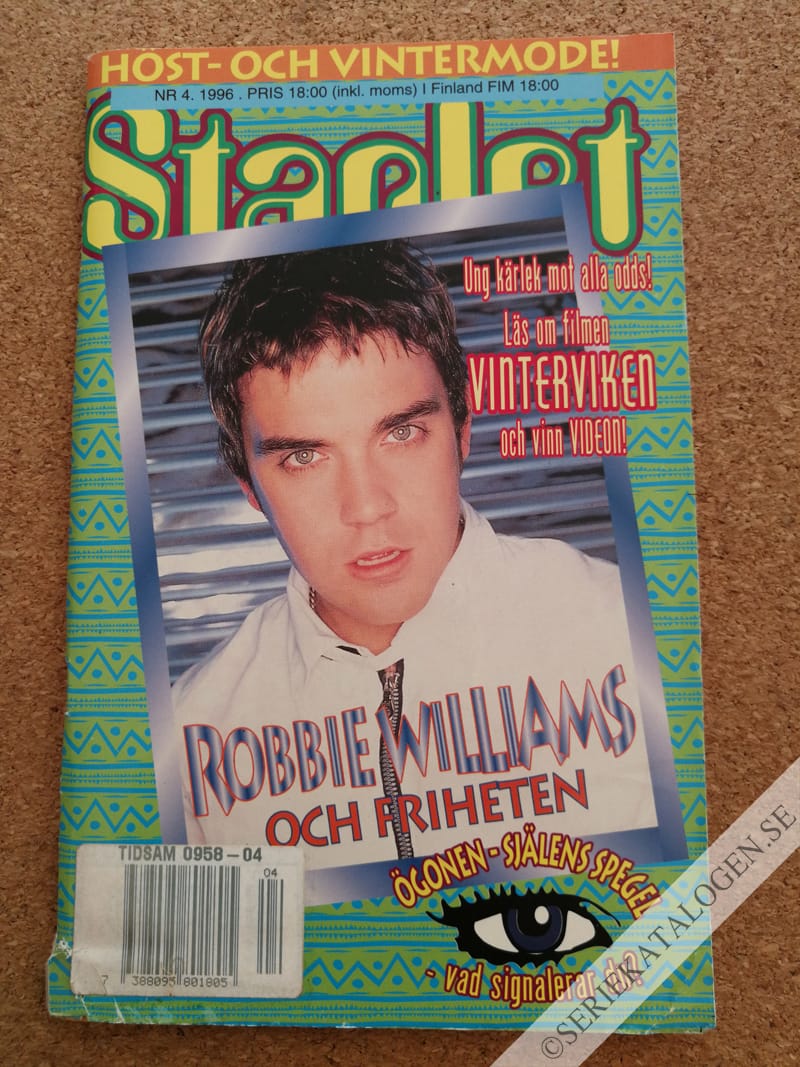 HÖST- OCH VINTERMODE!
NR 4. 1996 . PRIS 18:00 (inkl. moms) I Finland FIM 18:00
Starlet
Ung kärlek mot alla odds!
Läs om filmen
VINTERVIKEN
och vinn VIDEON!
ROBBIE WILLIAMS
OCH FRIHETEN
TIDSAM 0958-04
04
7 388095 801805
ÖGONEN - SJÄLENS SPEGEL
- vad signalerar di?
©SERIEKATALOGEN.SE